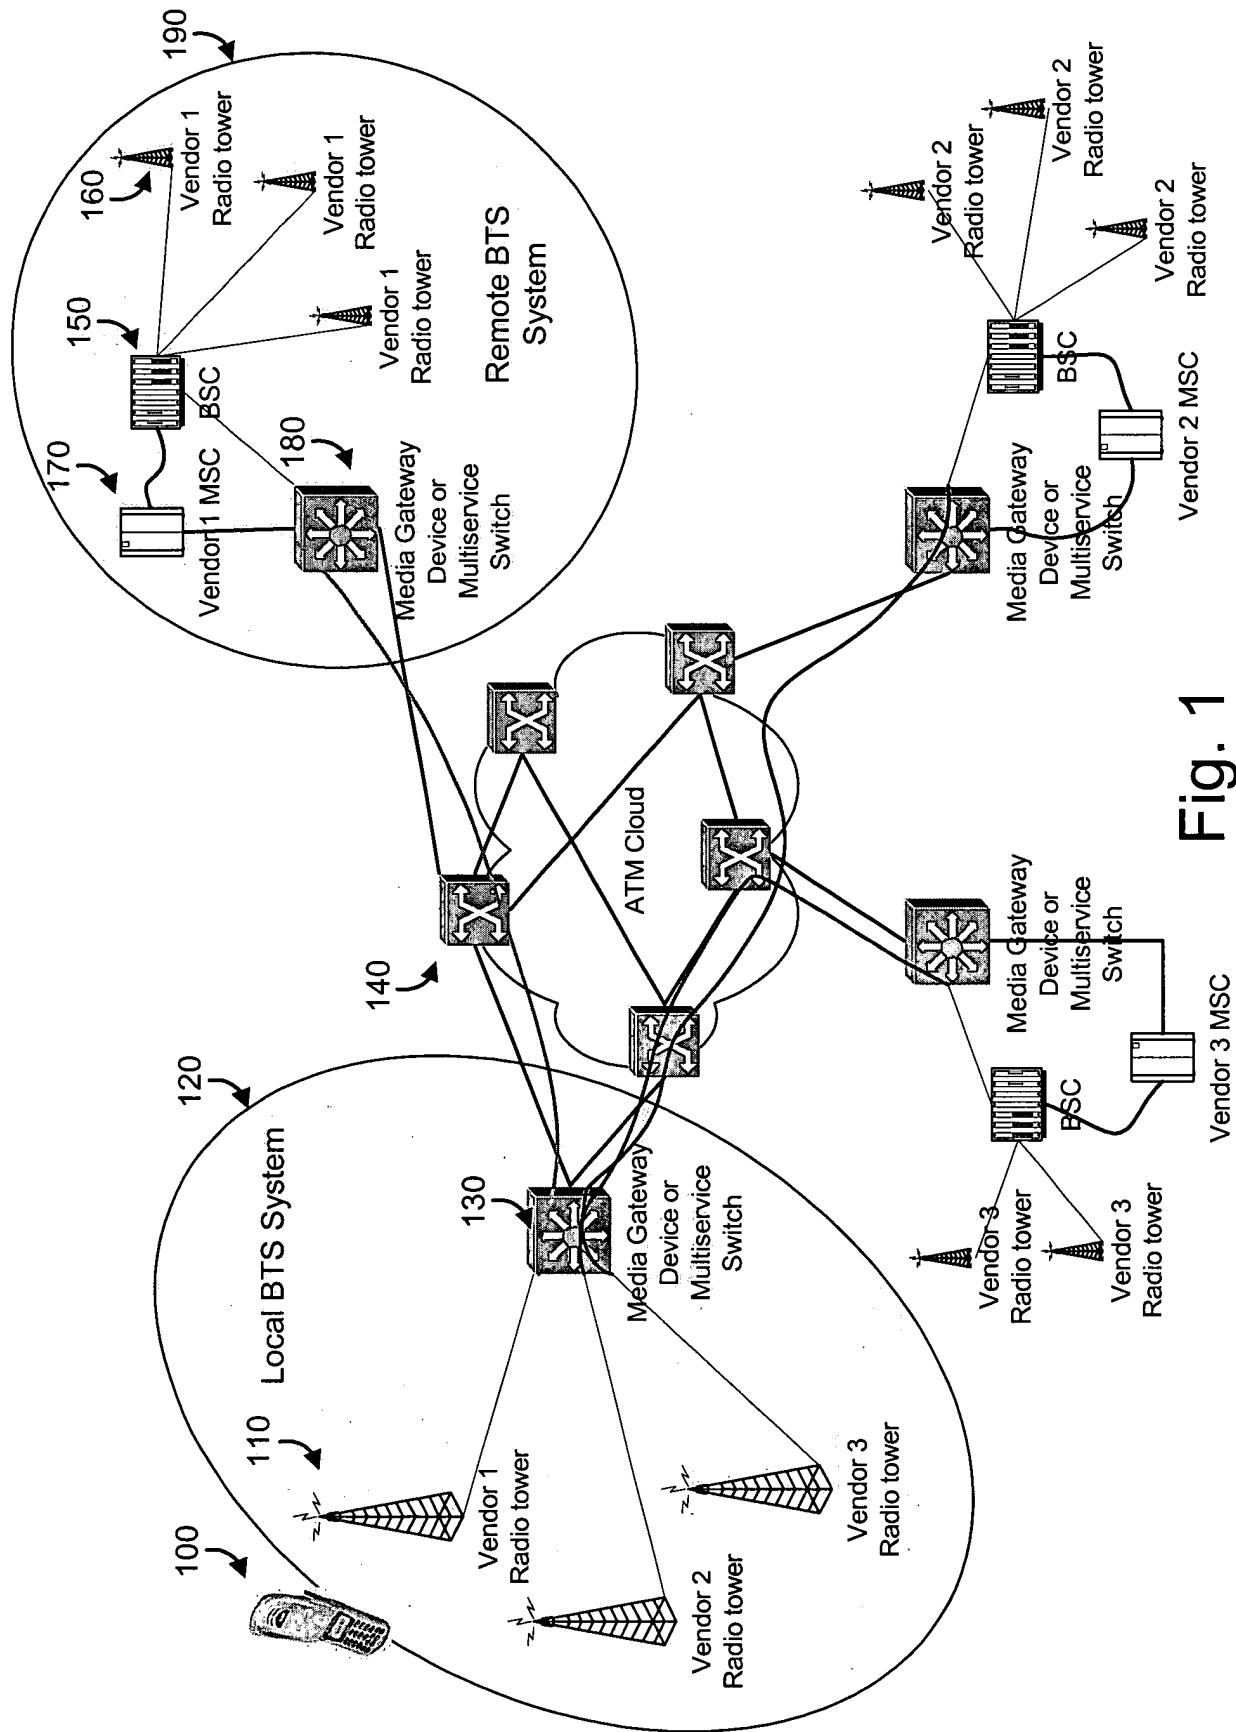 100
110
Vendor 1
Radio tower
Vendor 2
Radio tower
Vendor 3
Radio tower
Local BTS System
120
130
Media Gateway
Device or
Multiservice
Switch
140
ATM Cloud
170
Vendor 1 MSC
150
BSC
160
Vendor 1
Radio tower
Vendor 1
Radio tower
Vendor 1
Radio tower
180
Media Gateway
Device or
Multiservice
Switch
Remote BTS
System
190
Vendor 3
Radio tower
Vendor 3
Radio tower
BSC
Vendor 3 MSC
Media Gateway
Device or
Multiservice
Switch
Media Gateway
Device or
Multiservice
Switch
Vendor 2 MSC
BSC
Vendor 2
Radio tower
Vendor 2
Radio tower
Vendor 2
Radio tower
Fig. 1